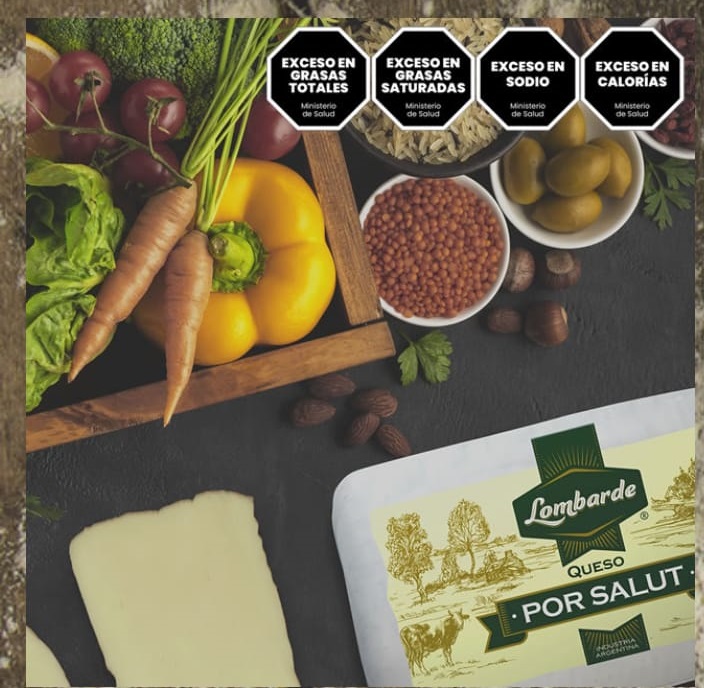 EXCESO EN
GRASAS
TOTALES
Ministerio
de Salud
EXCESO EN
GRASAS
SATURADAS
Ministerio
de Salud
EXCESO EN
SODIO
Ministerio
de Salud
EXCESO EN
CALORÍAS
Ministerio
de Salud
Lombarde
®
QUESO
· POR SALUT ·
INDUSTRIA
ARGENTINA